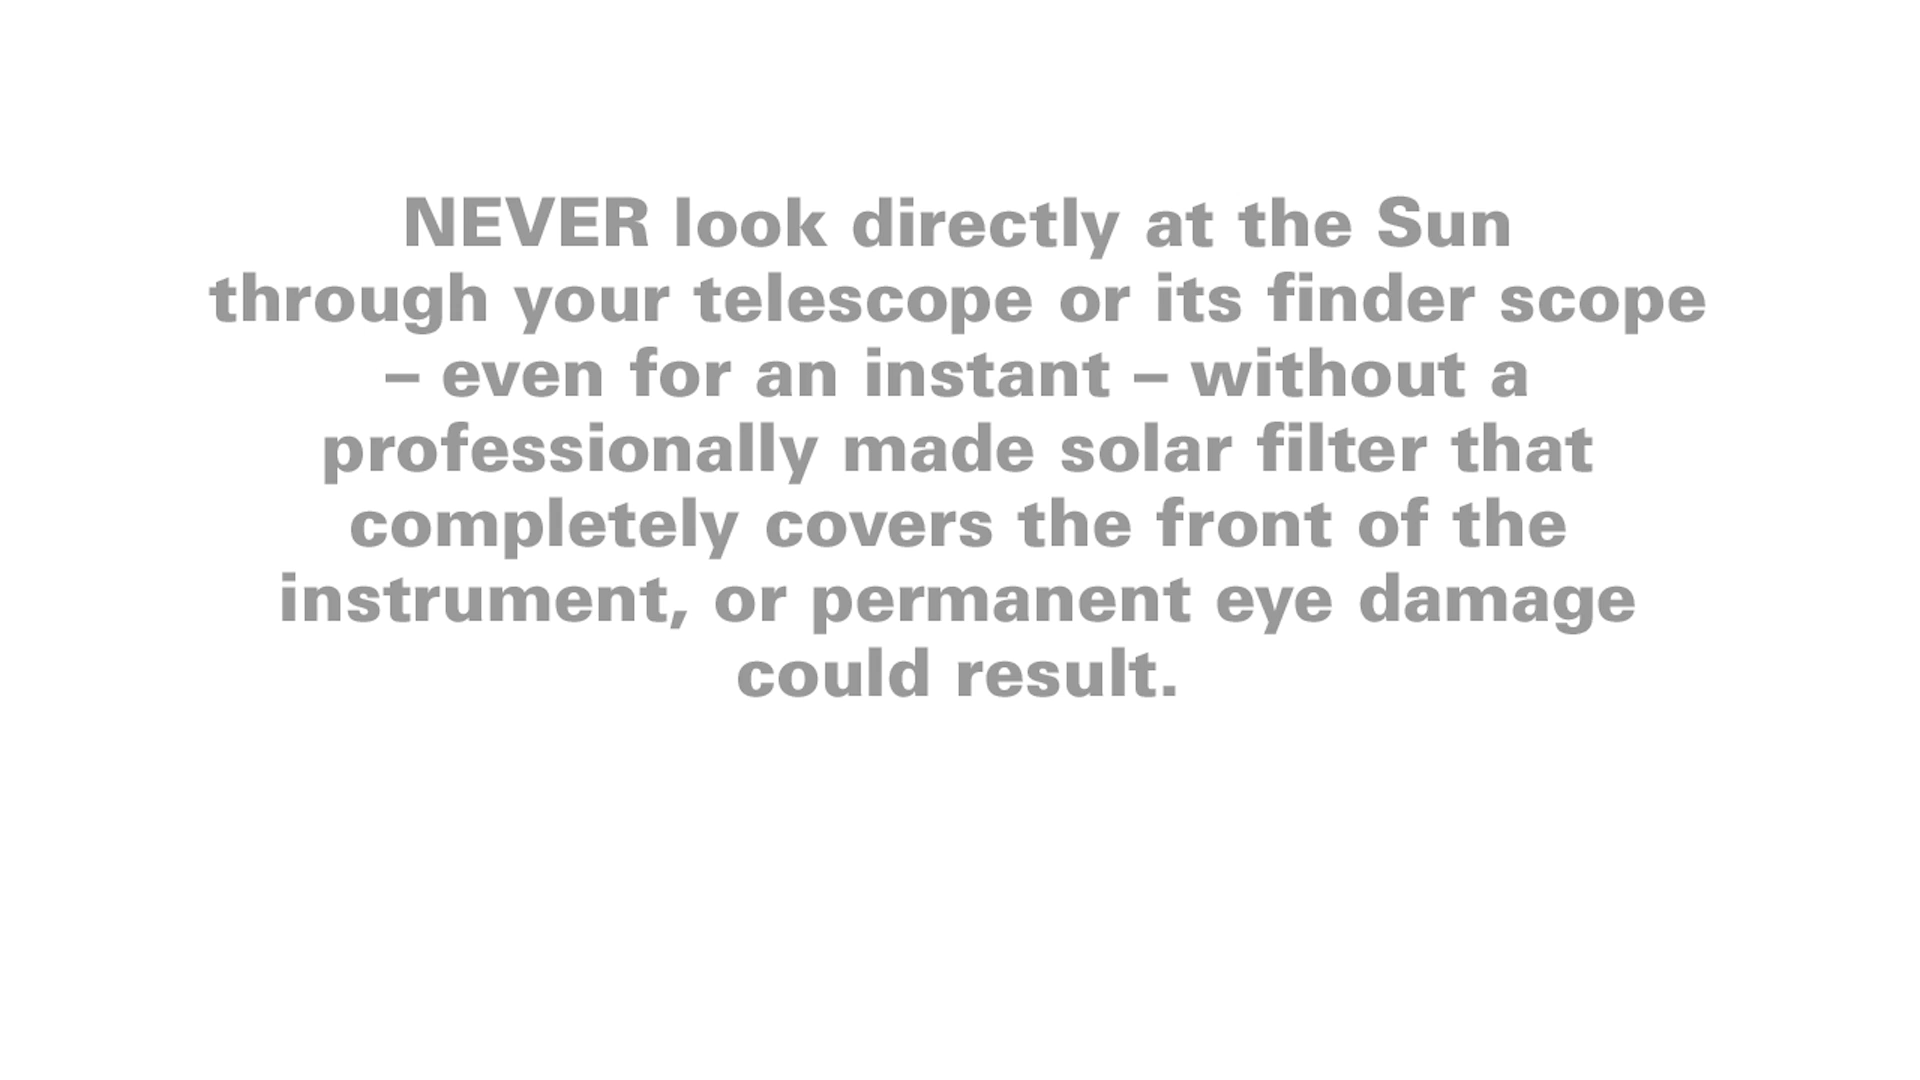 NEVER look directly at the Sun
through your telescope or its finder scope
– even for an instant – without a
professionally made solar filter that
completely covers the front of the
instrument, or permanent eye damage
could result.